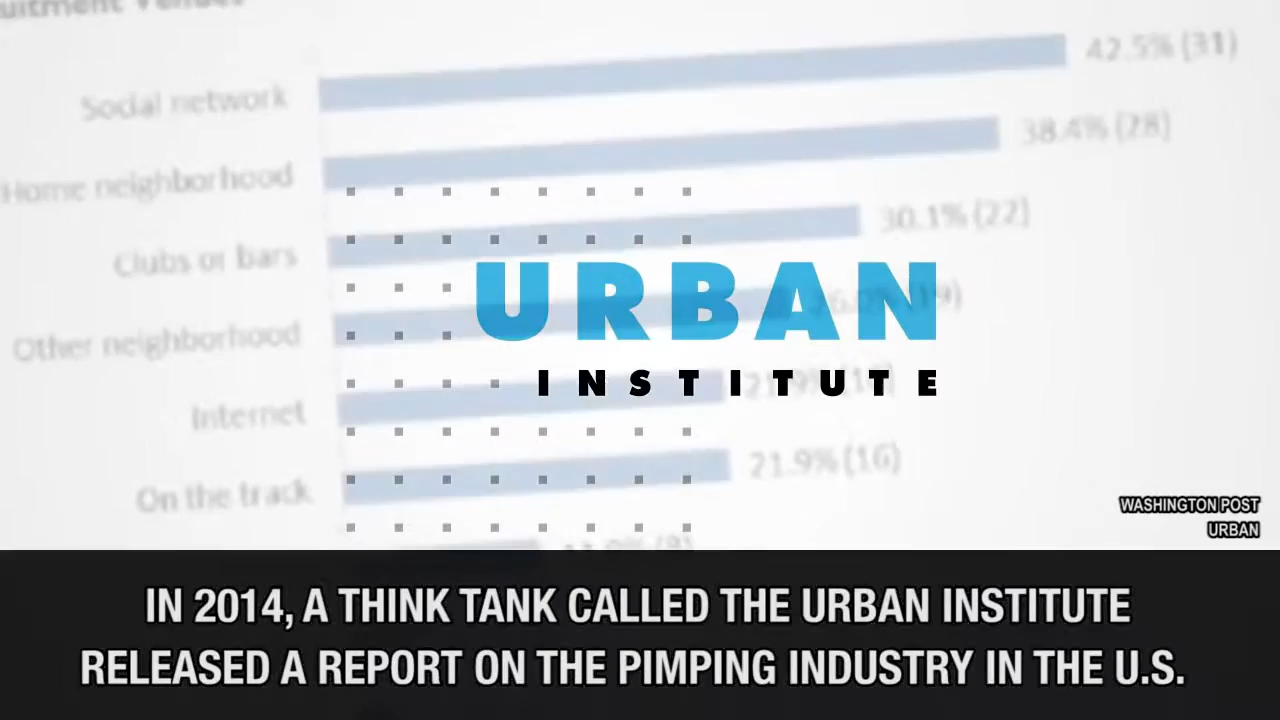 Social network
42.5% (31)
Home neighborhood
38.4% (28)
Clubs or bars
30.1% (22)
Other neighborhood
URBAN
Internet
INSTITUTE
On the track
21.9% (16)
WASHINGTON POST
URBAN
IN 2014, A THINK TANK CALLED THE URBAN INSTITUTE
RELEASED A REPORT ON THE PIMPING INDUSTRY IN THE U.S.